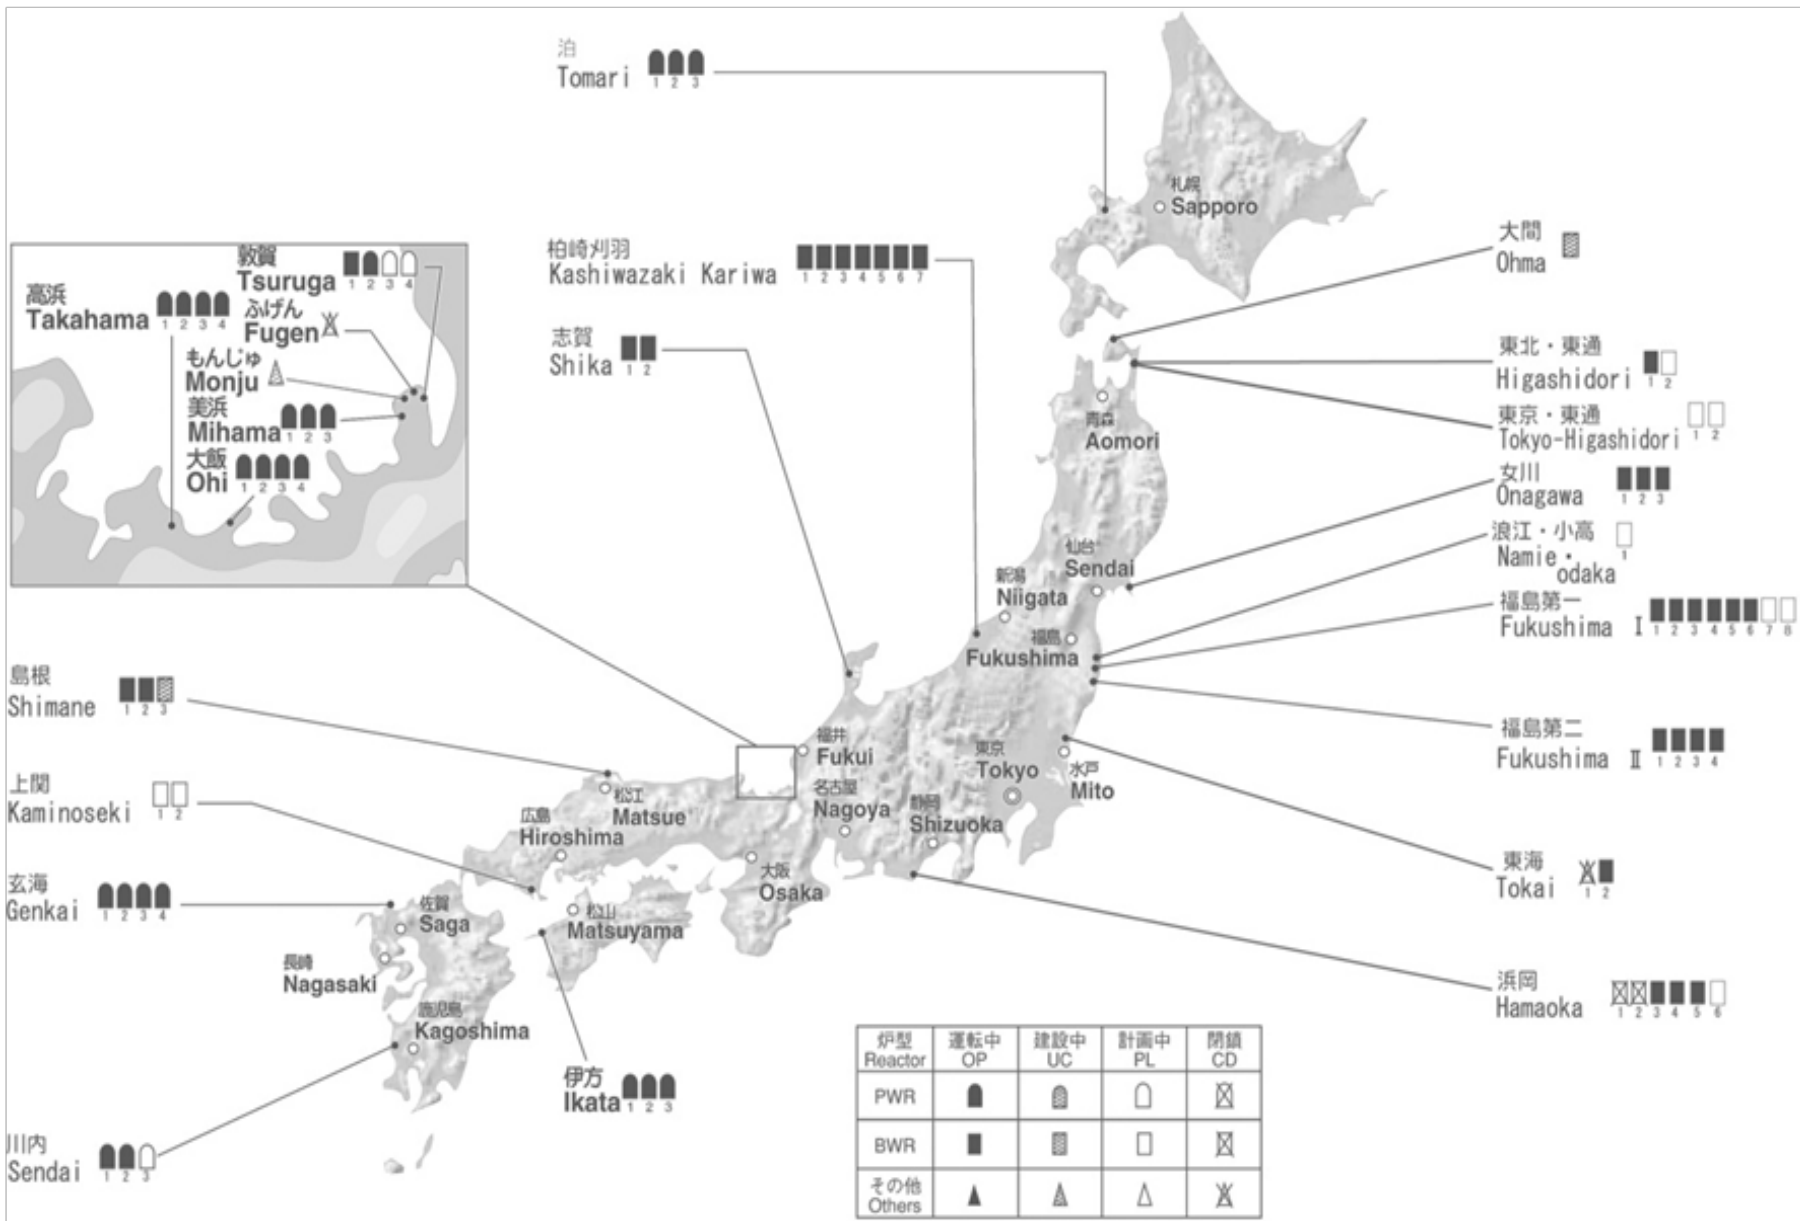 泊
Tomari
1 2 3
札幌
Sapporo
大間
Ohma
柏崎刈羽
Kashiwazaki Kariwa
1 2 3 4 5 6 7
敦賀
Tsuruga
1 2 3 4
高浜
Takahama
1 2 3 4
ふげん
Fugen
もんじゅ
Monju
美浜
Mihama
1 2 3
大飯
Ohi
1 2 3 4
志賀
Shika
1 2
東北・東通
Higashidori
1 2
東京・東通
Tokyo-Higashidori
1 2
青森
Aomori
女川
Onagawa
1 2 3
浪江・小高
Namie・
odaka
1
仙台
Sendai
新潟
Niigata
福島
Fukushima
福島第一
Fukushima I
1 2 3 4 5 6 7 8
福島第二
Fukushima Ⅱ
1 2 3 4
島根
Shimane
1 2 3
福井
Fukui
東京
Tokyo
水戸
Mito
名古屋
Nagoya
静岡
Shizuoka
松江
Matsue
広島
Hiroshima
上関
Kaminoseki
1 2
大阪
Osaka
東海
Tokai
1 2
玄海
Genkai
1 2 3 4
佐賀
Saga
松山
Matsuyama
長崎
Nagasaki
浜岡
Hamaoka
1 2 3 4 5 6
鹿児島
Kagoshima
伊方
Ikata
1 2 3
川内
Sendai
1 2 3
炉型 運転中 建設中 計画中 閉鎖
Reactor OP UC PL CD
PWR
BWR
その他
Others